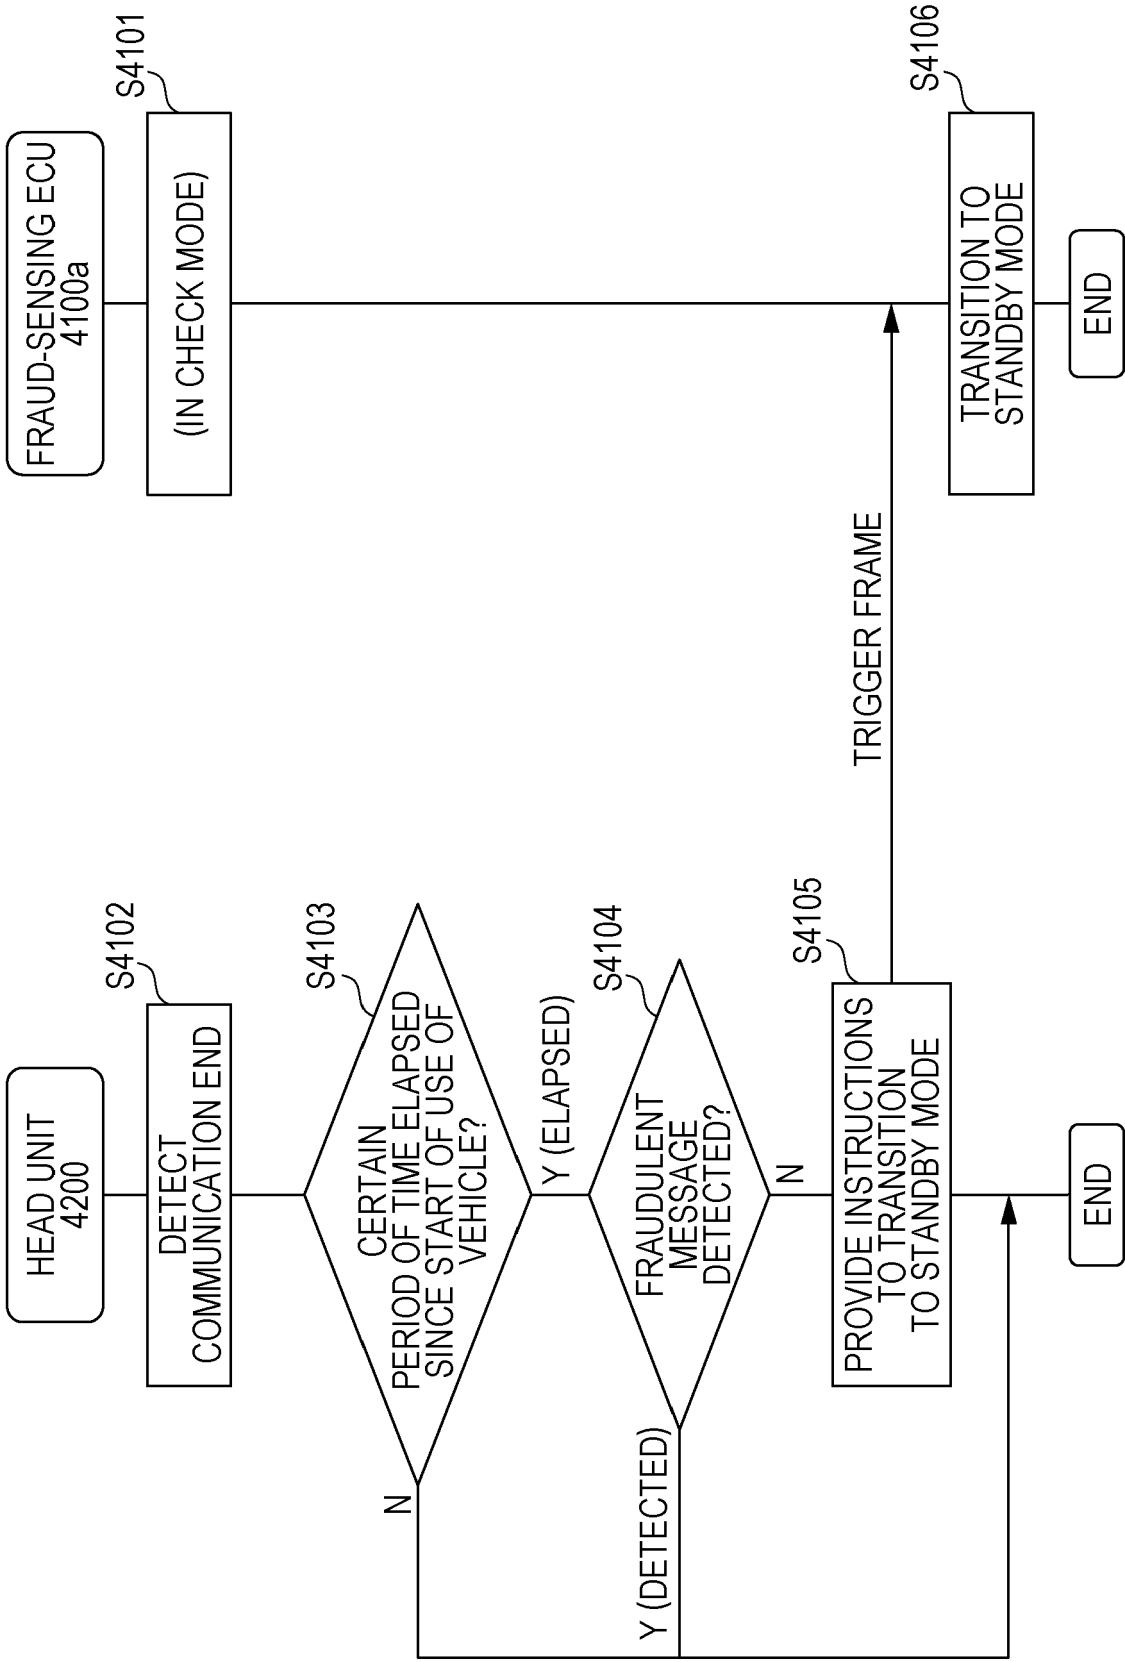 HEAD UNIT
4200
S4102
DETECT
COMMUNICATION END
S4103
CERTAIN
PERIOD OF TIME ELAPSED
SINCE START OF USE OF
VEHICLE?
N
Y (ELAPSED)
S4104
FRAUDULENT
MESSAGE
DETECTED?
Y (DETECTED)
N
S4105
PROVIDE INSTRUCTIONS
TO TRANSITION
TO STANDBY MODE
END
TRIGGER FRAME
FRAUD-SENSING ECU
4100a
S4101
(IN CHECK MODE)
S4106
TRANSITION TO
STANDBY MODE
END